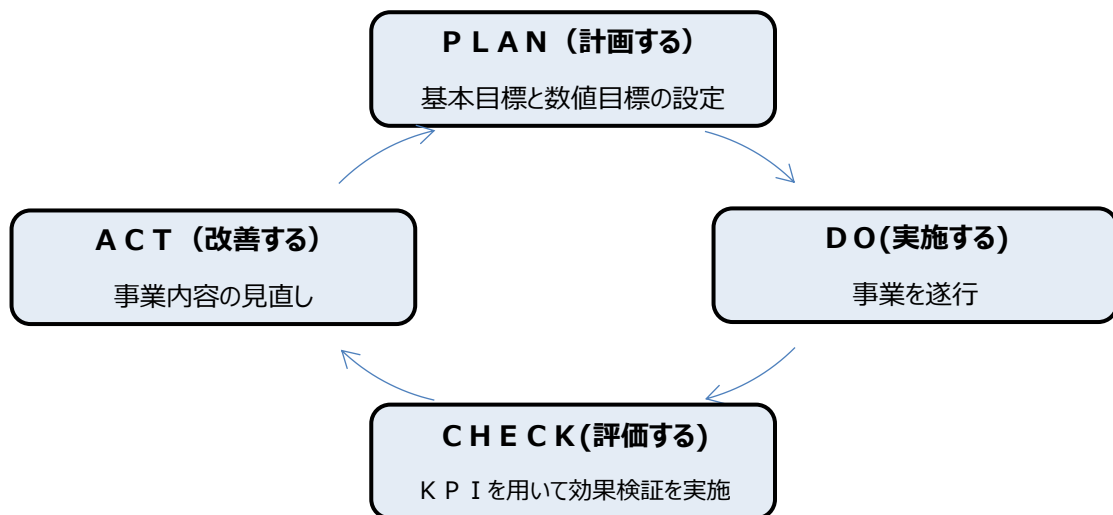 ＰＬＡＮ（計画する）
基本目標と数値目標の設定
ＡＣＴ（改善する）
事業内容の見直し
ＤＯ(実施する)
事業を遂行
ＣＨＥＣＫ(評価する)
ＫＰＩを用いて効果検証を実施